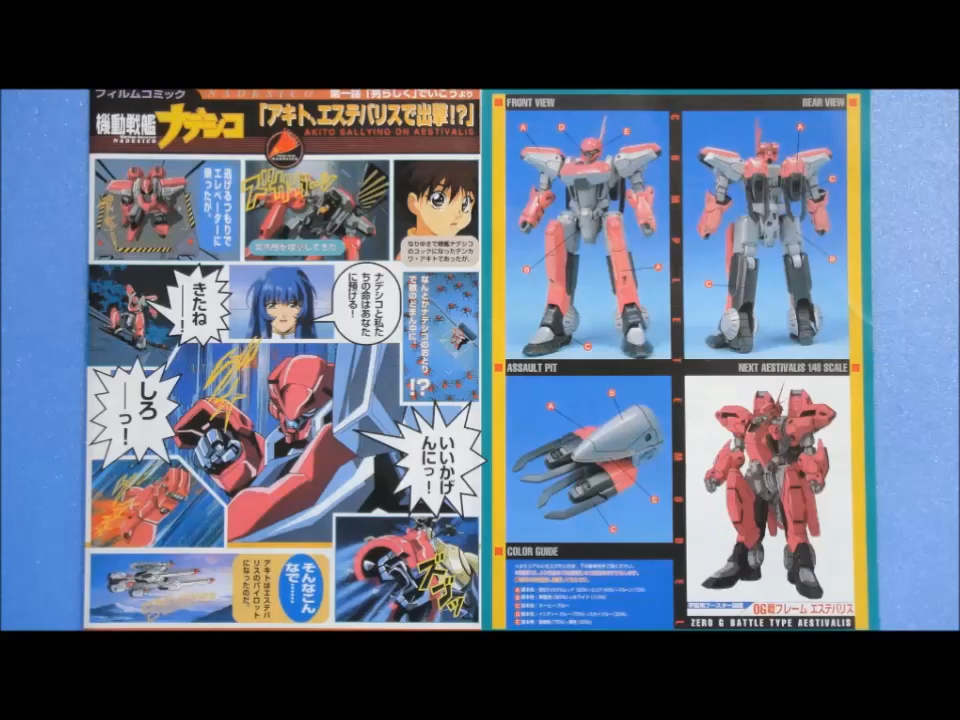 フィルムコミック
NADESICO
第一話「男らしく」でいこう より
機動戦艦
ナデシコ
NADESICO
「アキト、エステバリスで出撃!?」
AKITO SALLYING ON AESTIVALIS
逃げるつもりで
エレベーターに
乗ったが、
なりゆきで戦艦ナデシコ
のコックになったテンカ
ワ・アキトであったが、
きたね
——!
ナデシコと私た
ちの命はあなた
に預ける!
なんとかナデシコのおとり
で敵のどまん中に、
!?
しろ
——っ!
いいかげ
んにっ!
そんなこん
なで……
アキトはエステバ
リスのパイロット
になったのだ。
ズゴゴッ
FRONT VIEW
REAR VIEW
A
D
E
A
C
B
A
C
B
C
COMPLETE MODEL
ASSAULT PIT
NEXT AESTIVALIS 1/48 SCALE
A
B
E
C
COLOR GUIDE
A
B
C
D
E
0G戦フレーム エステバリス
ZERO G BATTLE TYPE AESTIVALIS